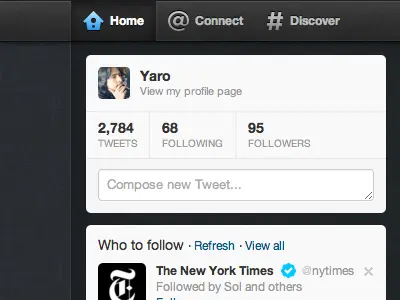 Home @ Connect # Discover
Yaro
View my profile page
2,784 68 95
TWEETS FOLLOWING FOLLOWERS
Compose new Tweet...
Who to follow · Refresh · View all
The New York Times @nytimes ×
Followed by Sol and others